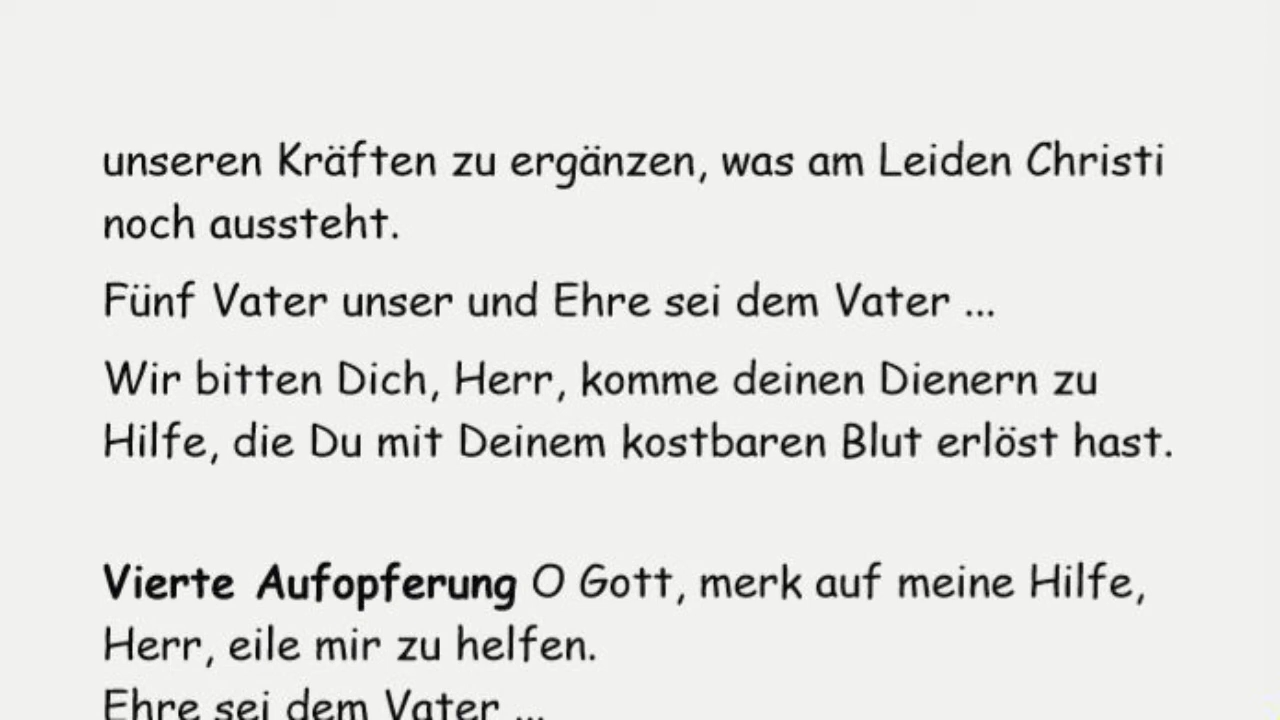 unseren Kräften zu ergänzen, was am Leiden Christi
noch aussteht.
Fünf Vater unser und Ehre sei dem Vater ...
Wir bitten Dich, Herr, komme deinen Dienern zu
Hilfe, die Du mit Deinem kostbaren Blut erlöst hast.
Vierte Aufopferung O Gott, merk auf meine Hilfe,
Herr, eile mir zu helfen.
Ehre sei dem Vater ...